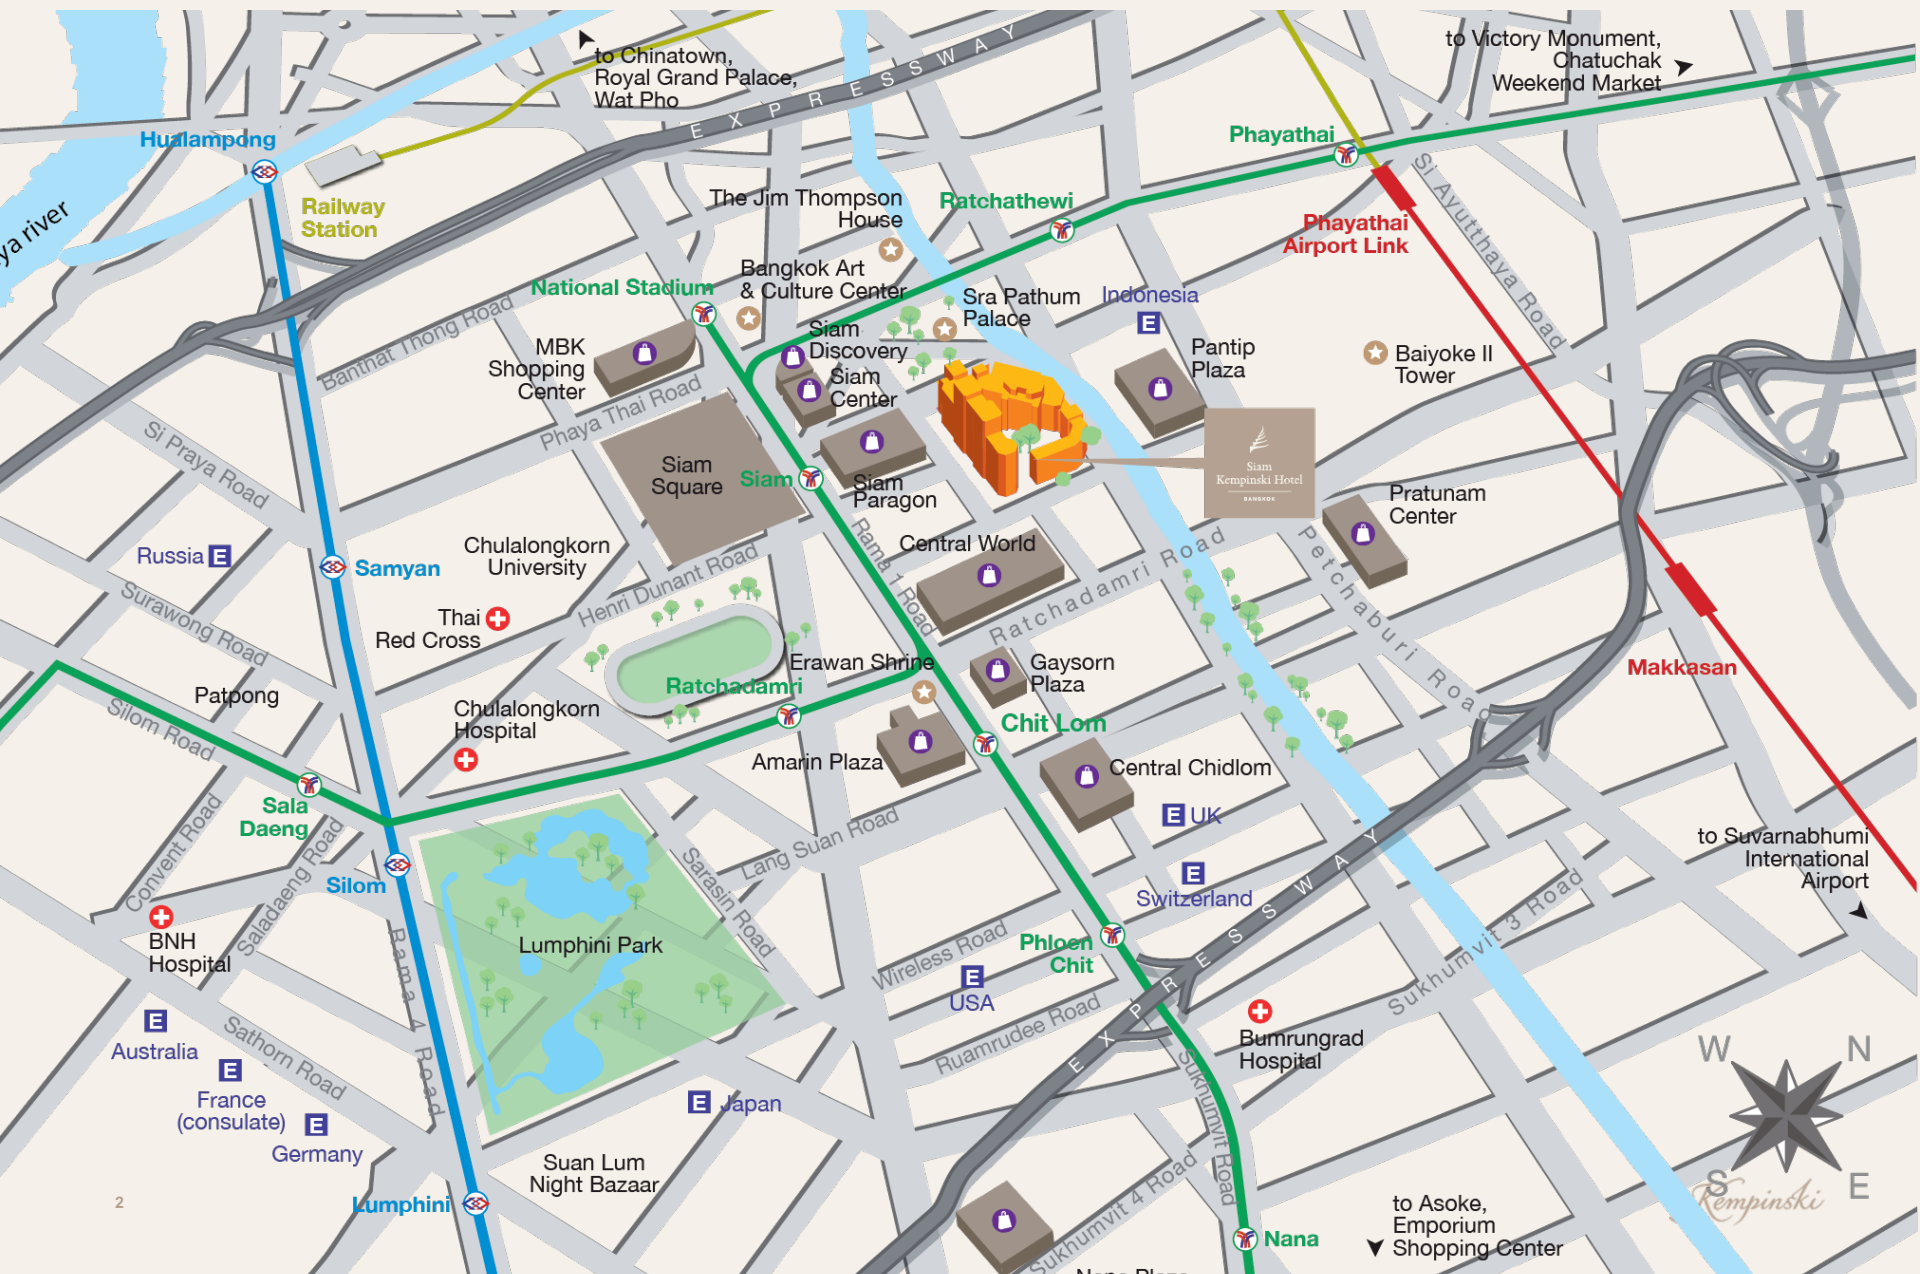 to Chinatown,
Royal Grand Palace,
Wat Pho
EXPRESSWAY
to Victory Monument,
Chatuchak
Weekend Market
Hualampong
Phayathai
Si Ayutthaya Road
Railway
Station
ya river
The Jim Thompson
House
Ratchathewi
Phayathai
Airport Link
Bangkok Art
& Culture Center
National Stadium
Sra Pathum
Palace
Indonesia
E
Banthat Thong Road
MBK
Shopping
Center
Siam
Discovery
Siam
Center
Pantip
Plaza
Baiyoke II
Tower
Phaya Thai Road
Si Praya Road
Siam
Square
Siam
Siam
Paragon
Siam
Kempinski Hotel
BANGKOK
Pratunam
Center
Russia E
Samyan
Chulalongkorn
University
Henri Dunant Road
Rama 1 Road
Central World
Ratchadamri Road
Petchaburi Road
Surawong Road
Thai
Red Cross
Erawan Shrine
Gaysorn
Plaza
Makkasan
Patpong
Silom Road
Chulalongkorn
Hospital
Ratchadamri
Chit Lom
Amarin Plaza
Central Chidlom
E UK
Sala
Daeng
Convent Road
Saladaeng Road
Silom
Lang Suan Road
Sarasin Road
E
Switzerland
to Suvarnabhumi
International
Airport
BNH
Hospital
Rama 4 Road
Lumphini Park
Wireless Road
E
USA
Phloen
Chit
Sukhumvit 3 Road
EXPRESSWAY
Ruamrudee Road
Bumrungrad
Hospital
E
Australia
Sathorn Road
E
France
(consulate)
E
Germany
E Japan
Sukhumvit Road
W
N
S
E
Kempinski
Suan Lum
Night Bazaar
2
Lumphini
Sukhumvit 4 Road
Nana
to Asoke,
Emporium
Shopping Center